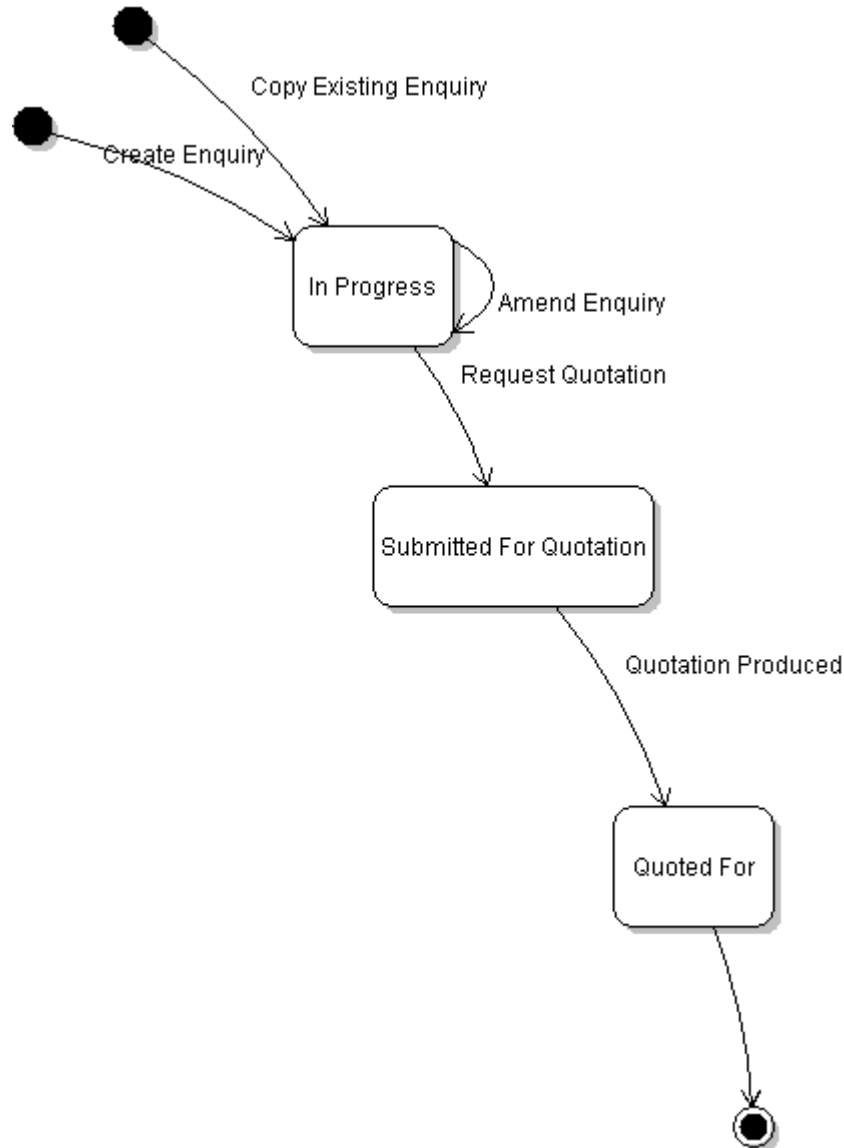 Copy Existing Enquiry
Create Enquiry
In Progress
Amend Enquiry
Request Quotation
Submitted For Quotation
Quotation Produced
Quoted For